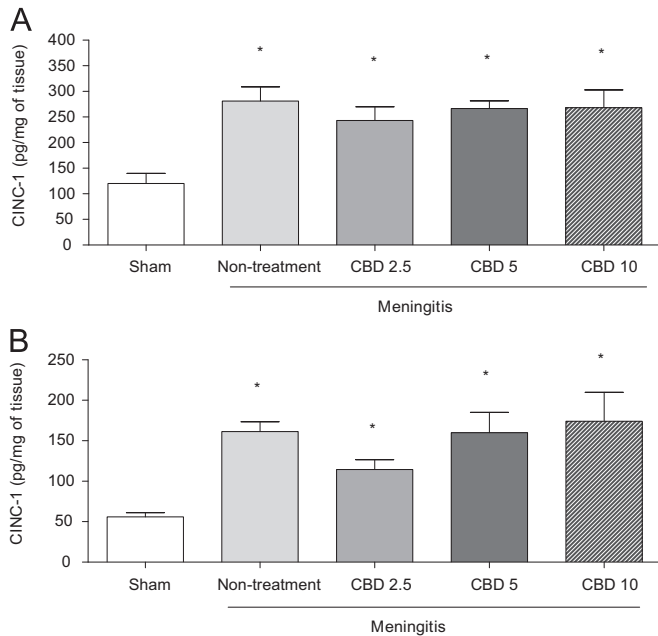 A
CINC-1 (pg/mg of tissue)
400
350
300
250
200
150
100
50
0
* * * *
Sham Non-treatment CBD 2.5 CBD 5 CBD 10
Meningitis
B
CINC-1 (pg/mg of tissue)
250
200
150
100
50
0
* * * *
Sham Non-treatment CBD 2.5 CBD 5 CBD 10
Meningitis